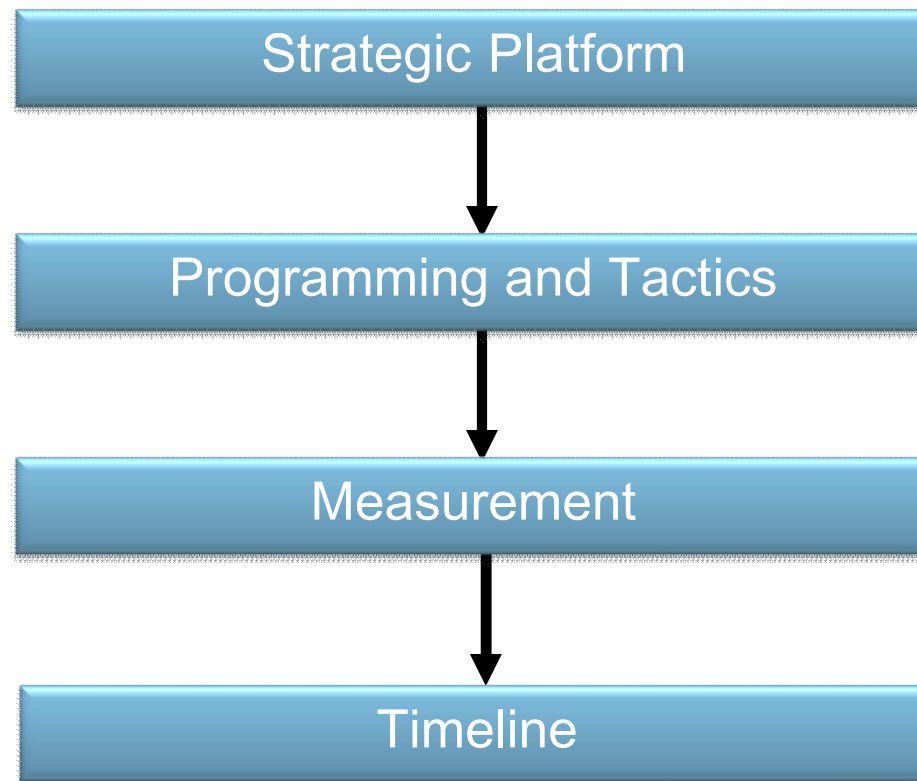 Strategic Platform
Programming and Tactics
Measurement
Timeline